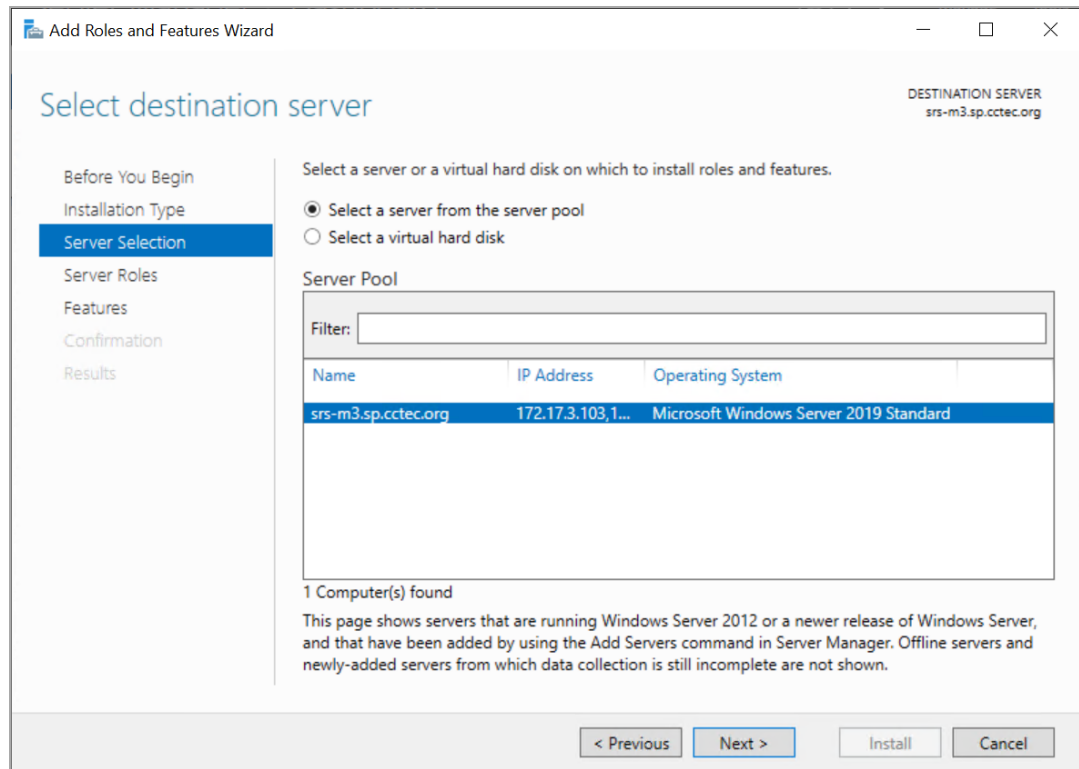 Add Roles and Features Wizard
Select destination server
DESTINATION SERVER
srs-m3.sp.cctec.org
Before You Begin
Installation Type
Server Selection
Server Roles
Features
Confirmation
Results
Select a server or a virtual hard disk on which to install roles and features.
Select a server from the server pool
Select a virtual hard disk
Server Pool
Filter:
Name IP Address Operating System
srs-m3.sp.cctec.org 172.17.3.103,1... Microsoft Windows Server 2019 Standard
1 Computer(s) found
This page shows servers that are running Windows Server 2012 or a newer release of Windows Server,
and that have been added by using the Add Servers command in Server Manager. Offline servers and
newly-added servers from which data collection is still incomplete are not shown.
< Previous Next > Install Cancel